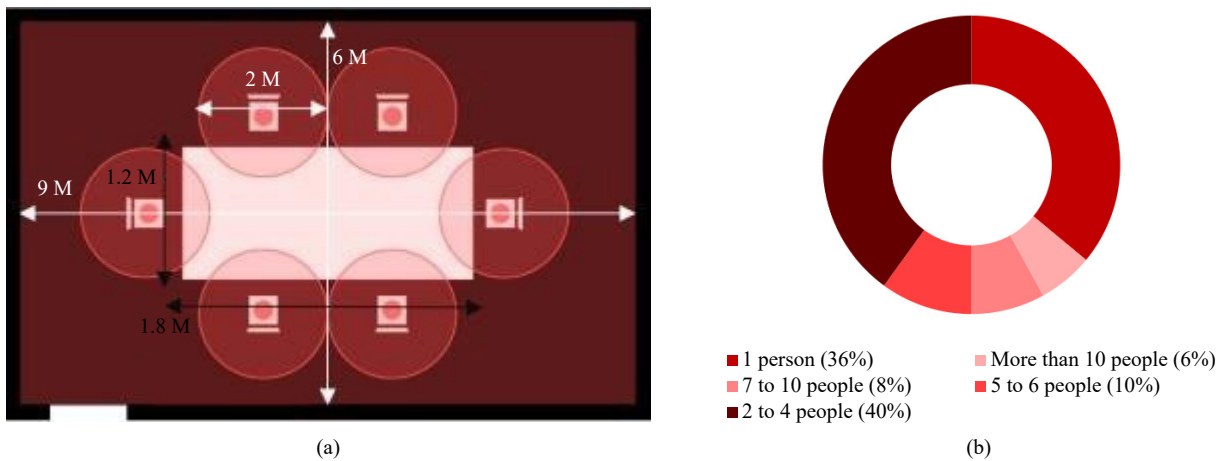 6 M
2 M
1.2 M
9 M
1.8 M
1 person (36%)
More than 10 people (6%)
7 to 10 people (8%)
5 to 6 people (10%)
2 to 4 people (40%)
(a)
(b)